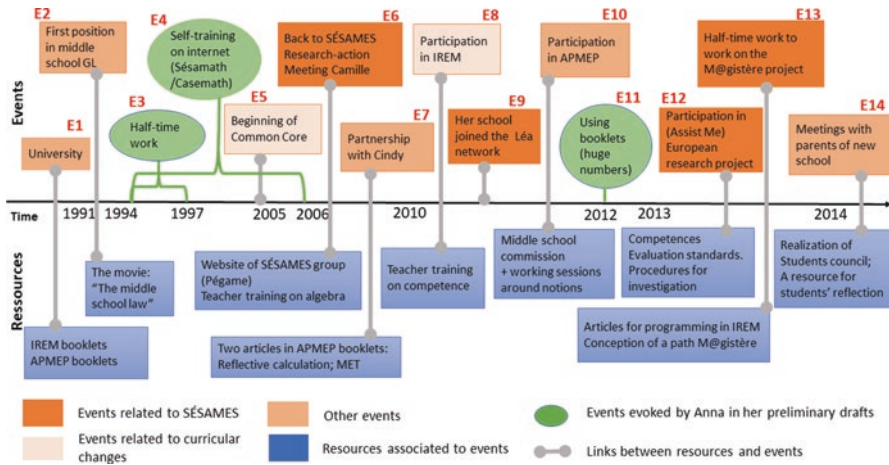 E2
First position
in middle
school GL
E4
Self-training
on internet
(Sésamath
/Casemath)
E6
Back to SÉSAMES
Research-action
Meeting Camille
E8
Participation
in IREM
E10
Participation
in APMEP
E13
Half-time work to
work on the
M@gistère project
Events
E1
University
E3
Half-time
work
E5
Beginning of
Common Core
E7
Partnership
with Cindy
E9
Her school
joined the Léa
network
E11
Using
booklets
(huge
numbers)
E12
Participation in
(Assist Me)
European
research project
E14
Meetings with
parents of new
school
Time
1991 1994 1997 2005 2006 2010 2012 2013 2014
Ressources
The movie:
"The middle
school law"
Website of SÉSAMES group
(Pégame)
Teacher training on algebra
Teacher training
on competence
Middle school
commission
+ working sessions
around notions
Competences
Evaluation standards.
Procedures for
investigation
Realization of
Students council;
A resource for
students' reflection
IREM booklets
APMEP booklets
Two articles in APMEP booklets:
Reflective calculation; MET
Articles for programming in IREM
Conception of a path M@gistère
Events related to SÉSAMES
Other events
Events evoked by Anna in her preliminary drafts
Events related to curricular
changes
Resources associated to events
Links between resources and events